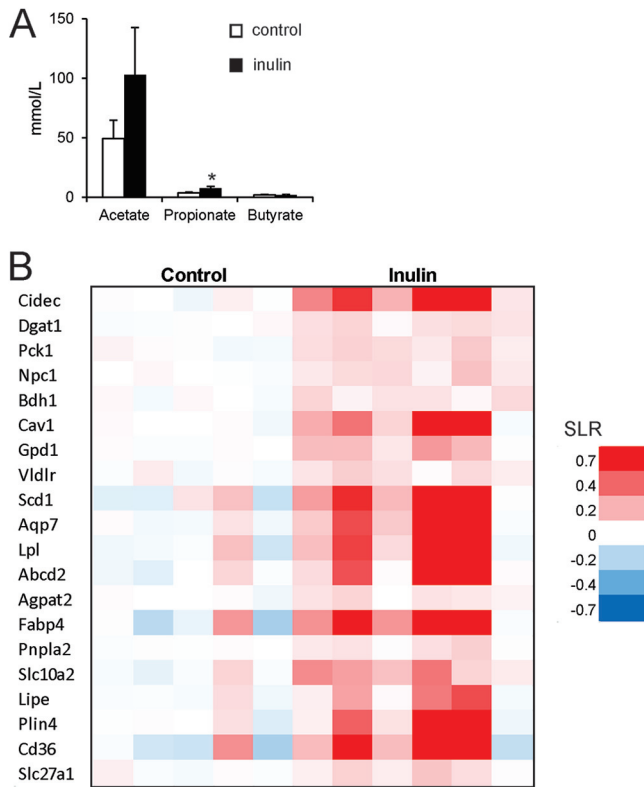 A
mmol/L
150
100
50
0
control
inulin
*
Acetate Propionate Butyrate
B
Control Inulin
Cidec
Dgat1
Pck1
Npc1
Bdh1
Cav1
Gpd1
Vldlr
Scd1
Aqp7
Lpl
Abcd2
Agpat2
Fabp4
Pnpla2
Slc10a2
Lipe
Plin4
Cd36
Slc27a1
SLR
0.7
0.4
0.2
0
-0.2
-0.4
-0.7